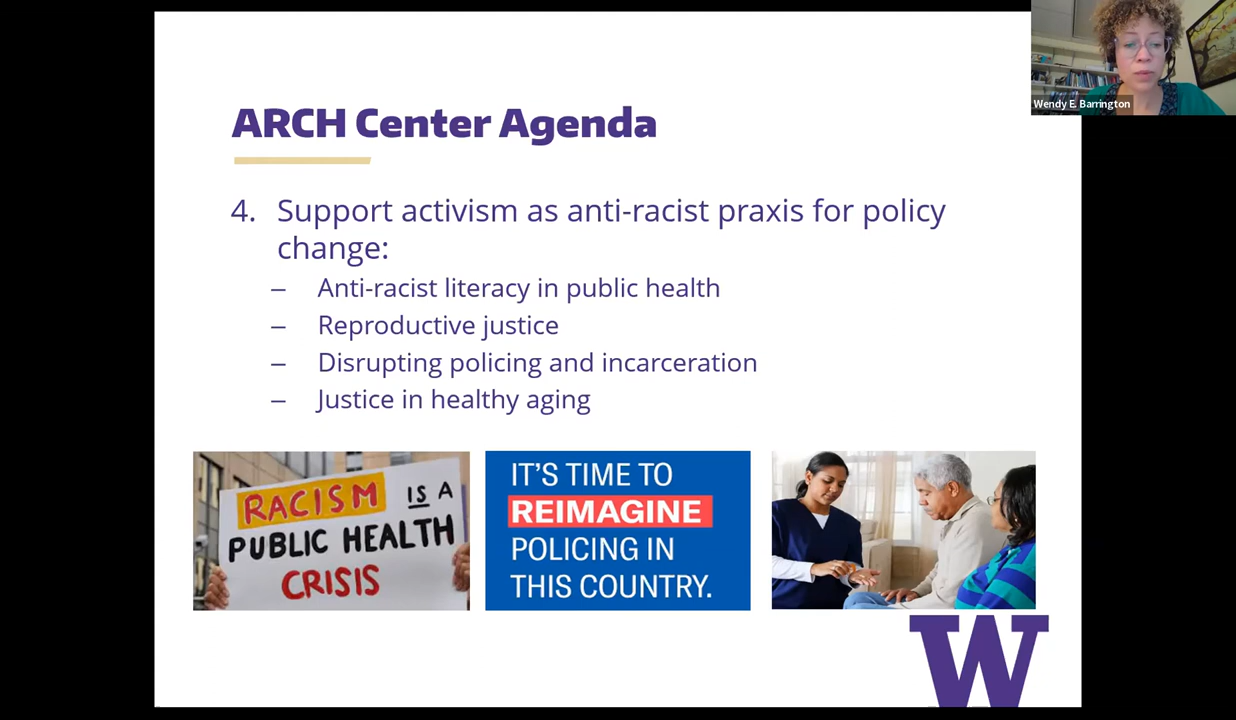 Wendy E. Barrington
ARCH Center Agenda
4. Support activism as anti-racist praxis for policy
change:
– Anti-racist literacy in public health
– Reproductive justice
– Disrupting policing and incarceration
– Justice in healthy aging
RACISM IS A
PUBLIC HEALTH
CRISIS
IT'S TIME TO
REIMAGINE
POLICING IN
THIS COUNTRY.
W